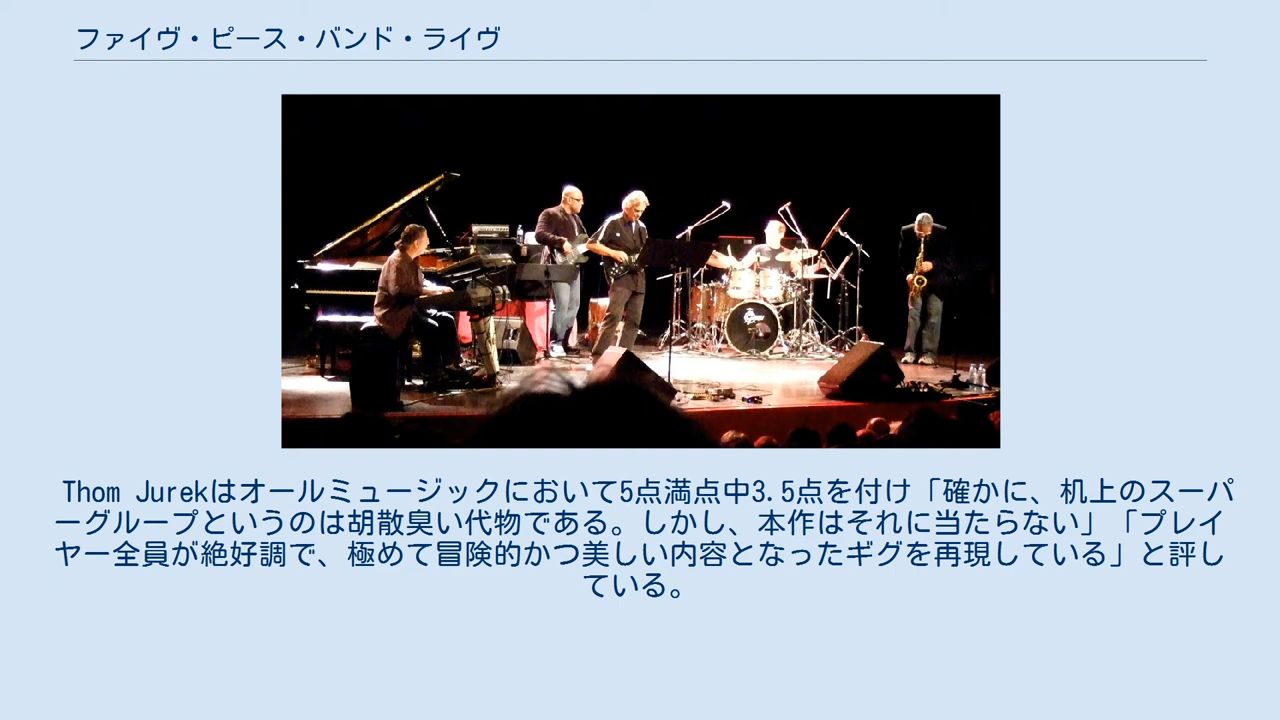 ファイヴ・ピース・バンド・ライヴ
Thom Jurekはオールミュージックにおいて5点満点中3.5点を付け「確かに、机上のスーパ
ーグループというのは胡散臭い代物である。しかし、本作はそれに当たらない」「プレイ
ヤー全員が絶好調で、極めて冒険的かつ美しい内容となったギグを再現している」と評し
ている。